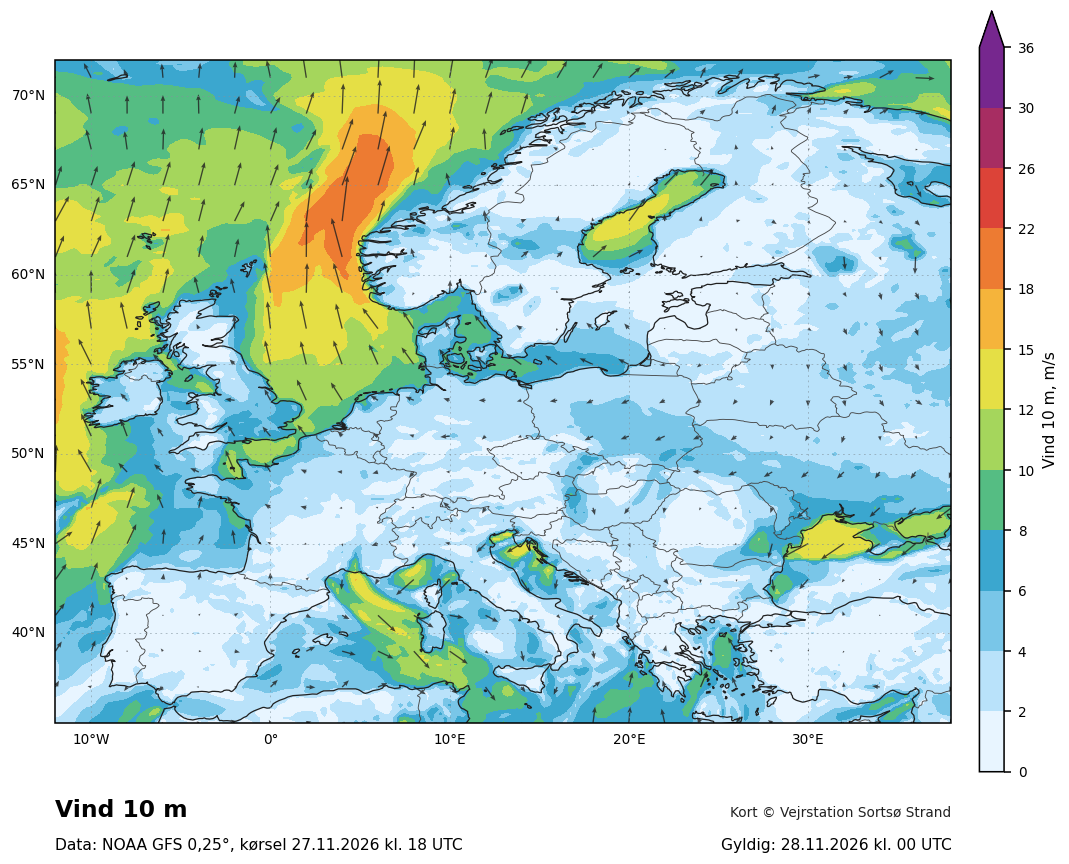 36
30
26
22
18
15
12
10
8
6
4
2
0
Vind 10 m, m/s
70°N
65°N
60°N
55°N
50°N
45°N
40°N
10°W
0°
10°E
20°E
30°E
Vind 10 m
Kort © Vejrstation Sortsø Strand
Data: NOAA GFS 0,25°, kørsel 27.11.2026 kl. 18 UTC
Gyldig: 28.11.2026 kl. 00 UTC